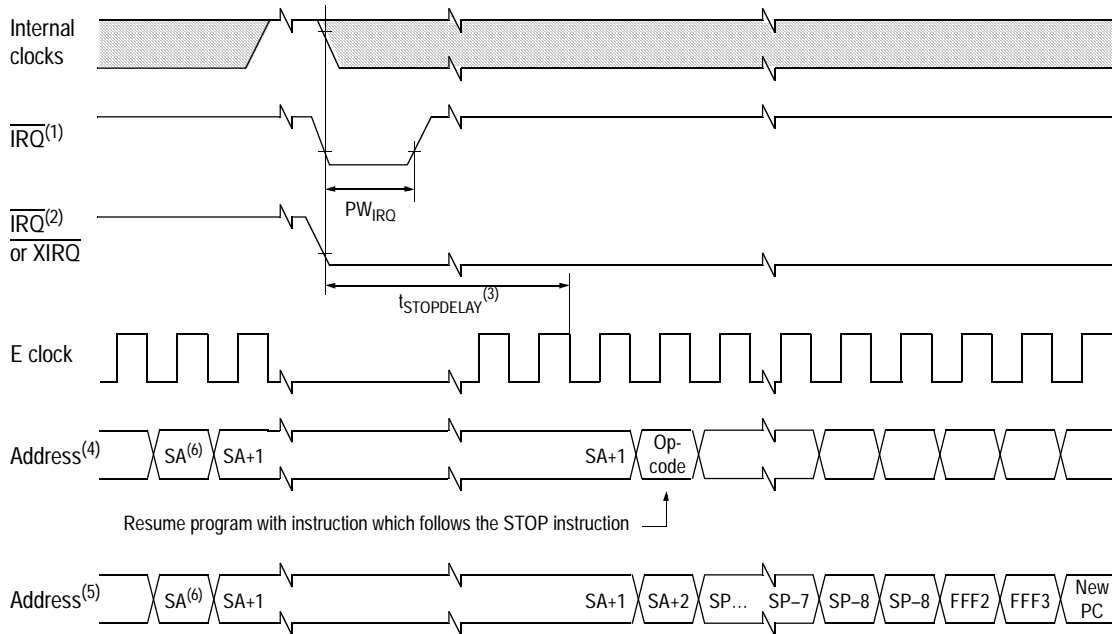 Internal
clocks
IRQ(1)
PWIRQ
IRQ(2)
or XIRQ
tSTOPDELAY(3)
E clock
Address(4) SA(6) SA+1 SA+1 Op-
code
Resume program with instruction which follows the STOP instruction
Address(5) SA(6) SA+1 SA+1 SA+2 SP… SP–7 SP–8 SP–8 FFF2 FFF3 New
PC